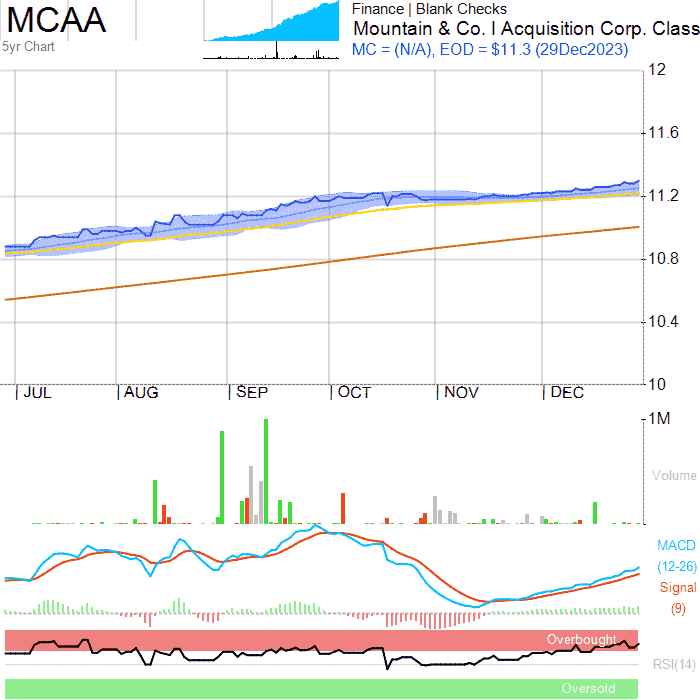 MCAA
5yr Chart
Finance | Blank Checks
Mountain & Co. I Acquisition Corp. Class
MC = (N/A), EOD = $11.3 (29Dec2023)
12
11.6
11.2
10.8
10.4
10
JUL
AUG
SEP
OCT
NOV
DEC
1M
Volume
MACD
(12-26)
Signal
(9)
Overbought
RSI(14)
Oversold